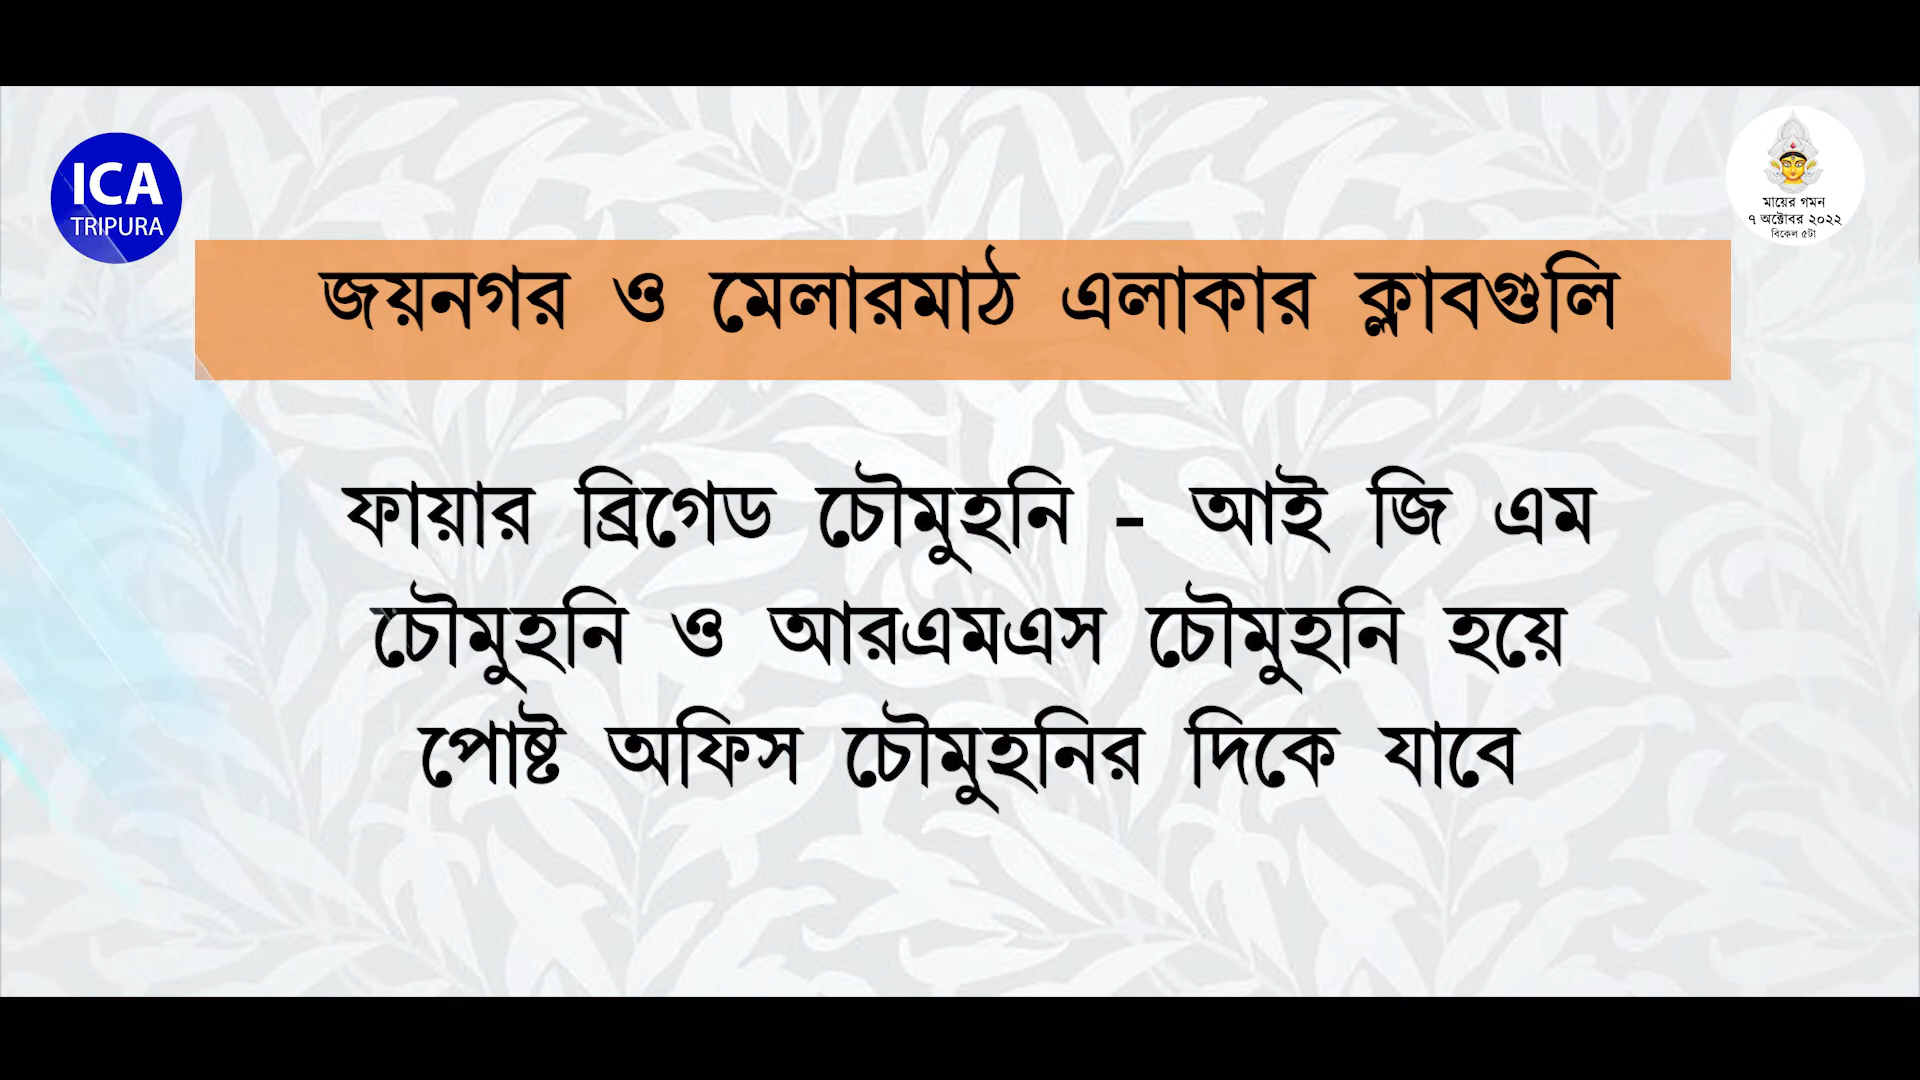 ICA
TRIPURA
মায়ের গমন
৭ অক্টোবর ২০২২
বিকেল ৫টা
জয়নগর ও মেলারমাঠ এলাকার ক্লাবগুলি
ফায়ার ব্রিগেড চৌমুহনি - আই জি এম
চৌমুহনি ও আরএমএস চৌমুহনি হয়ে
পোষ্ট অফিস চৌমুহনির দিকে যাবে